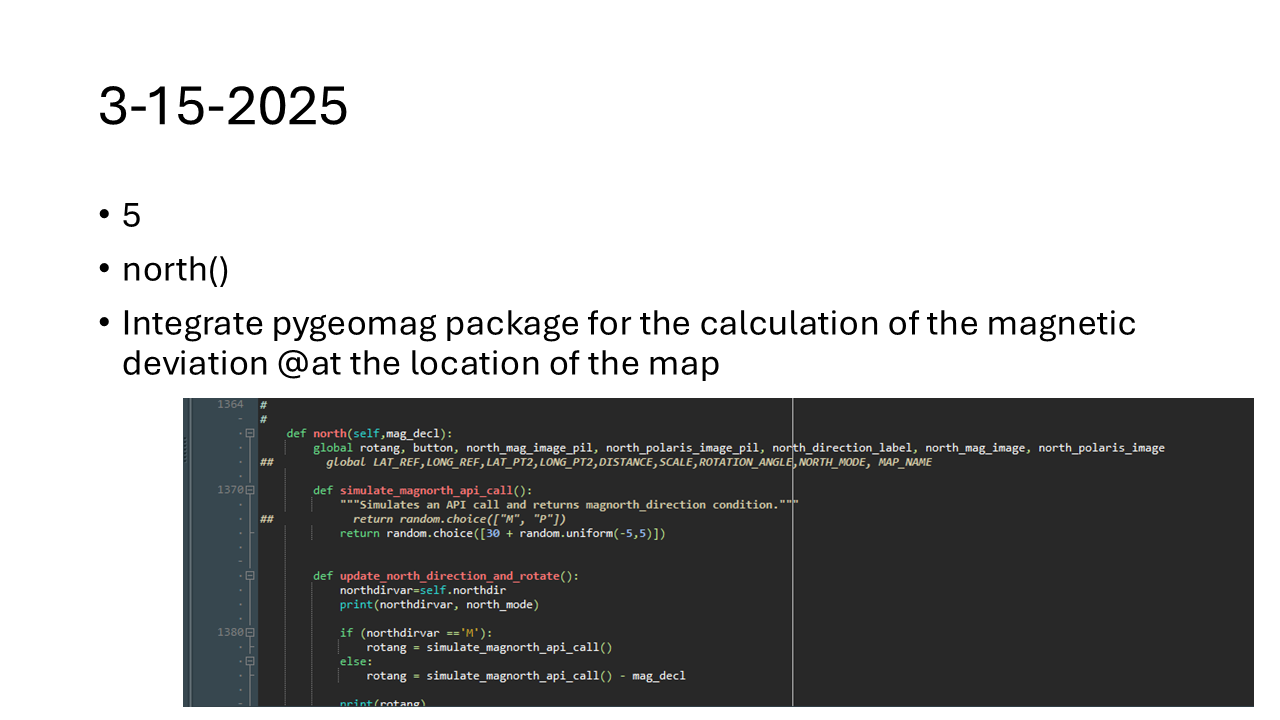 3-15-2025
• 5
• north()
• Integrate pygeomag package for the calculation of the magnetic
deviation @at the location of the map
1364 #
#
def north(self,mag_decl):
global rotang, button, north_mag_image_pil, north_polaris_image_pil, north_direction_label, north_mag_image, north_polaris_image
## global LAT_REF,LONG_REF,LAT_PT2,LONG_PT2,DISTANCE,SCALE,ROTATION_ANGLE,NORTH_MODE, MAP_NAME
1370 def simulate_magnorth_api_call():
"""Simulates an API call and returns magnorth_direction condition."""
## return random.choice(["M", "P"])
return random.choice([30 + random.uniform(-5,5)])
def update_north_direction_and_rotate():
northdirvar=self.northdir
print(northdirvar, north_mode)
1380 if (northdirvar =='M'):
rotang = simulate_magnorth_api_call()
else:
rotang = simulate_magnorth_api_call() - mag_decl
print(rotang)